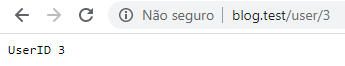 Não seguro | blog.test/user/3
UserID 3